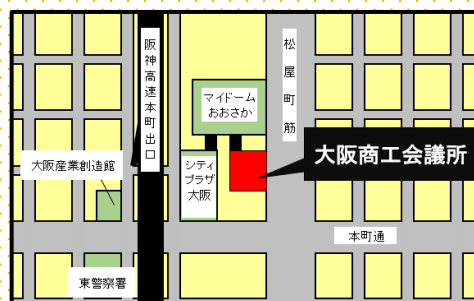 阪神高速本町出口
松屋町筋
マイドーム
おおさか
大阪商工会議所
大阪産業創造館
シティ
プラザ
大阪
本町通
東警察署